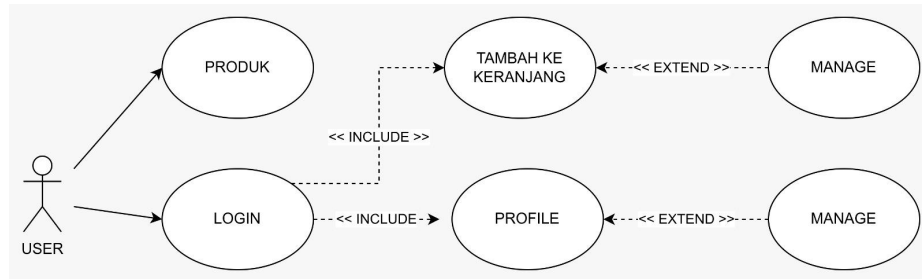 PRODUK
TAMBAH KE
KERANJANG
<< EXTEND >>
MANAGE
<< INCLUDE >>
USER
LOGIN
<< INCLUDE >>
PROFILE
<< EXTEND >>
MANAGE